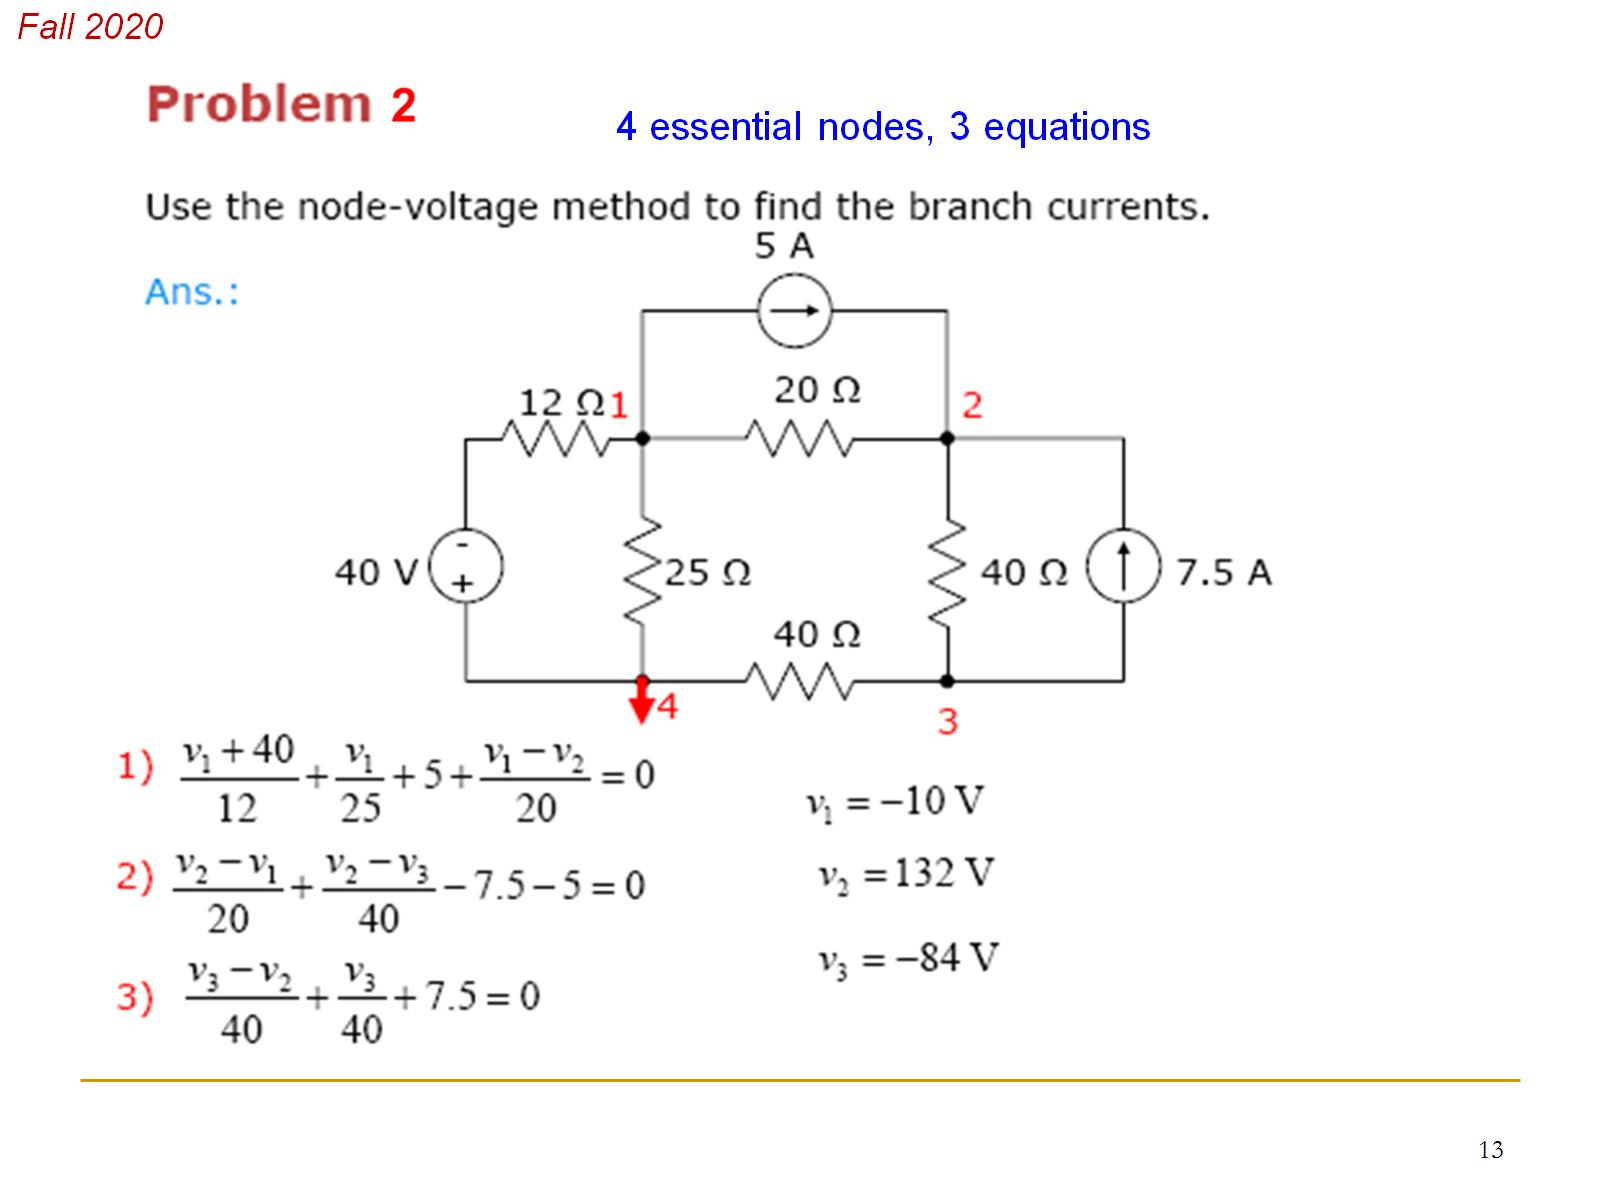 Fall 2020
Problem 2
4 essential nodes, 3 equations
Use the node-voltage method to find the branch currents.
5 A
Ans.:
20 Ω
12 Ω 1
2
40 V
-
+
25 Ω
40 Ω
7.5 A
40 Ω
4
3
1) (v₁ + 40)/12 + v₁/25 + 5 + (v₁ − v₂)/20 = 0
v₁ = −10 V
2) (v₂ − v₁)/20 + (v₂ − v₃)/40 − 7.5 − 5 = 0
v₂ = 132 V
3) (v₃ − v₂)/40 + v₃/40 + 7.5 = 0
v₃ = −84 V
13